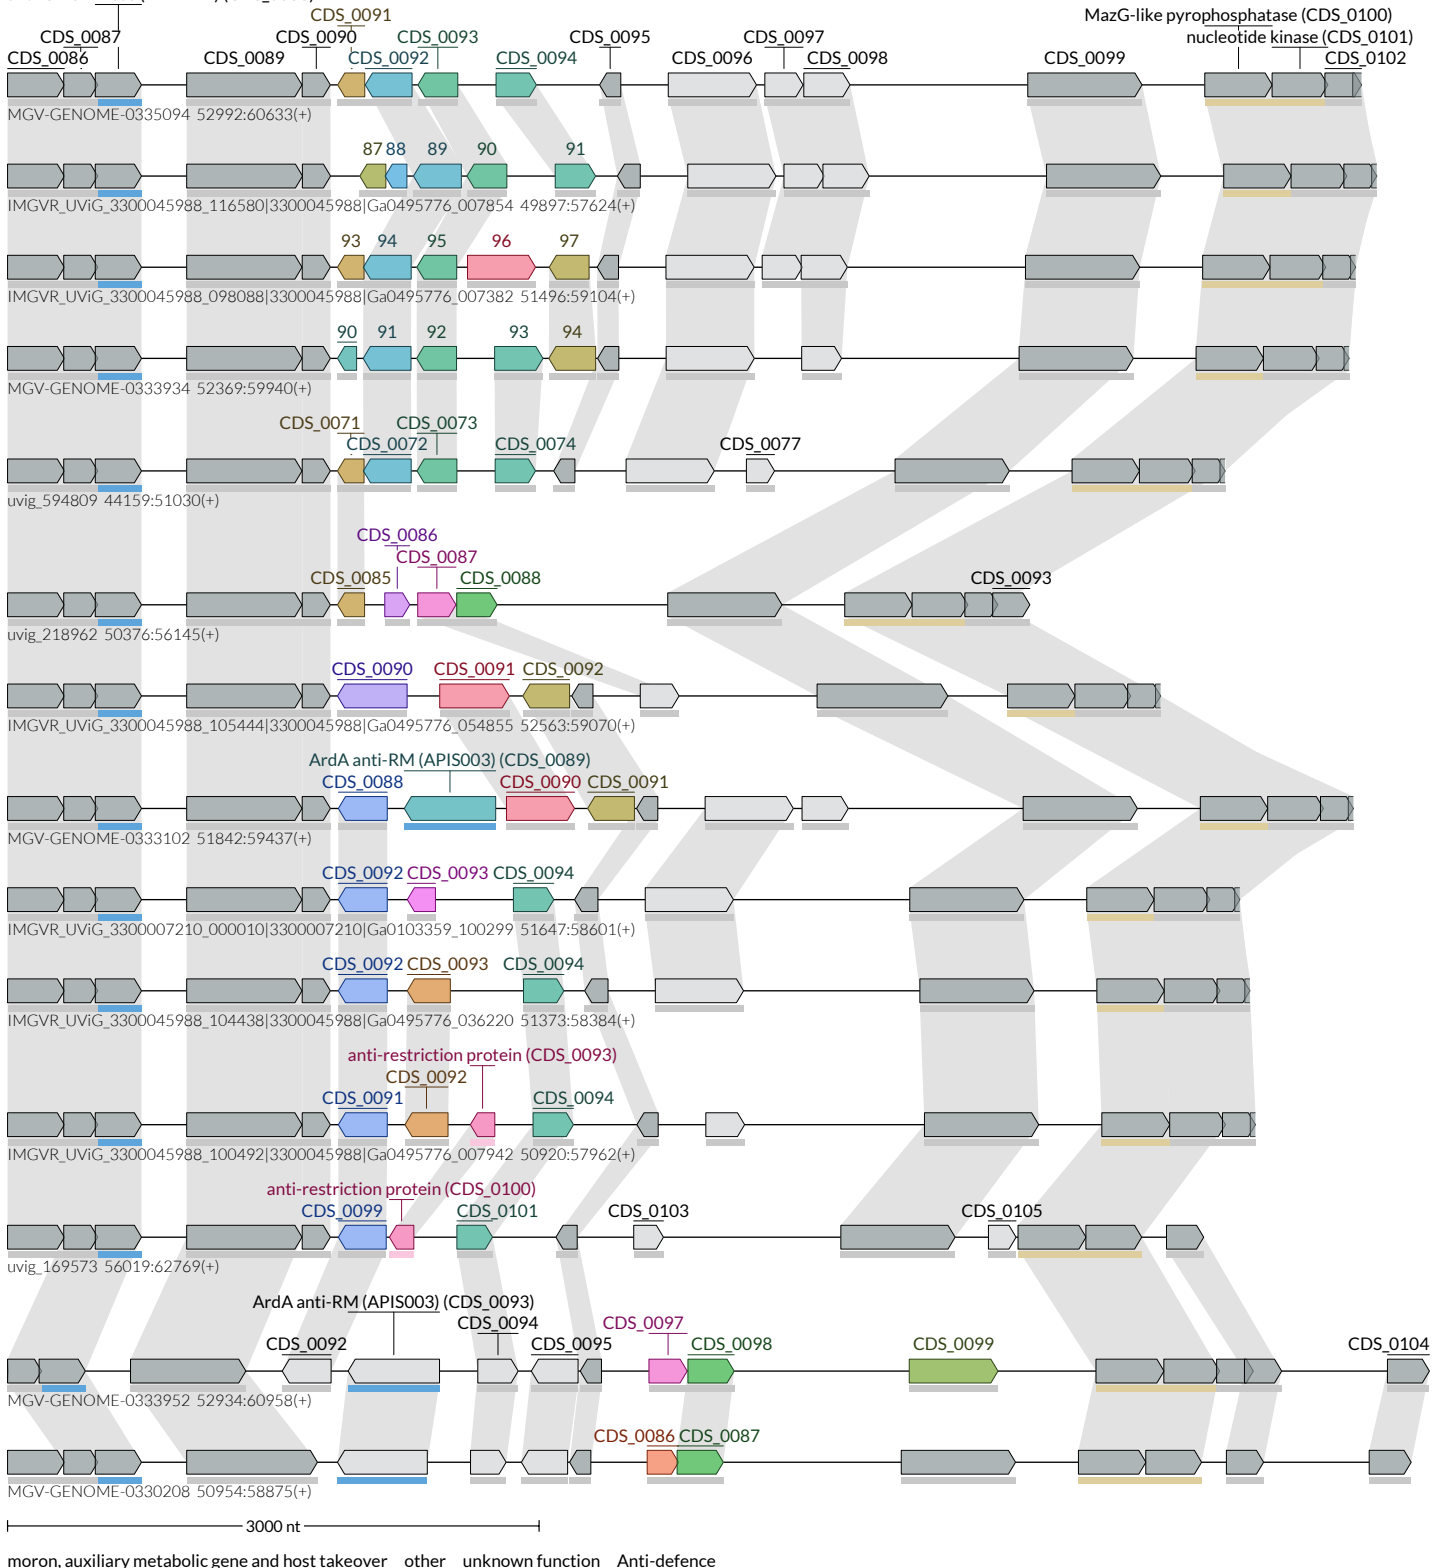 CDS_0091
MazG-like pyrophosphatase (CDS_0100)
CDS_0087 CDS_0090 CDS_0093 CDS_0095 CDS_0097 nucleotide kinase (CDS_0101)
CDS_0086 CDS_0089 CDS_0092 CDS_0094 CDS_0096 CDS_0098 CDS_0099 CDS_0102
MGV-GENOME-0335094 52992:60633(+)
87 88 89 90 91
IMGVR_UViG_3300045988_116580|3300045988|Ga0495776_007854 49897:57624(+)
93 94 95 96 97
IMGVR_UViG_3300045988_098088|3300045988|Ga0495776_007382 51496:59104(+)
90 91 92 93 94
MGV-GENOME-0333934 52369:59940(+)
CDS_0071 CDS_0073
CDS_0072 CDS_0074 CDS_0077
uvig_594809 44159:51030(+)
CDS_0086
CDS_0087
CDS_0085 CDS_0088 CDS_0093
uvig_218962 50376:56145(+)
CDS_0090 CDS_0091 CDS_0092
IMGVR_UViG_3300045988_105444|3300045988|Ga0495776_054855 52563:59070(+)
ArdA anti-RM (APIS003) (CDS_0089)
CDS_0088 CDS_0090 CDS_0091
MGV-GENOME-0333102 51842:59437(+)
CDS_0092 CDS_0093 CDS_0094
IMGVR_UViG_3300007210_000010|3300007210|Ga0103359_100299 51647:58601(+)
CDS_0092 CDS_0093 CDS_0094
IMGVR_UViG_3300045988_104438|3300045988|Ga0495776_036220 51373:58384(+)
anti-restriction protein (CDS_0093)
CDS_0092
CDS_0091 CDS_0094
IMGVR_UViG_3300045988_100492|3300045988|Ga0495776_007942 50920:57962(+)
anti-restriction protein (CDS_0100)
CDS_0099 CDS_0101 CDS_0103 CDS_0105
uvig_169573 56019:62769(+)
ArdA anti-RM (APIS003) (CDS_0093)
CDS_0094 CDS_0097
CDS_0092 CDS_0095 CDS_0098 CDS_0099 CDS_0104
MGV-GENOME-0333952 52934:60958(+)
CDS_0086 CDS_0087
MGV-GENOME-0330208 50954:58875(+)
3000 nt
moron, auxiliary metabolic gene and host takeover other unknown function Anti-defence